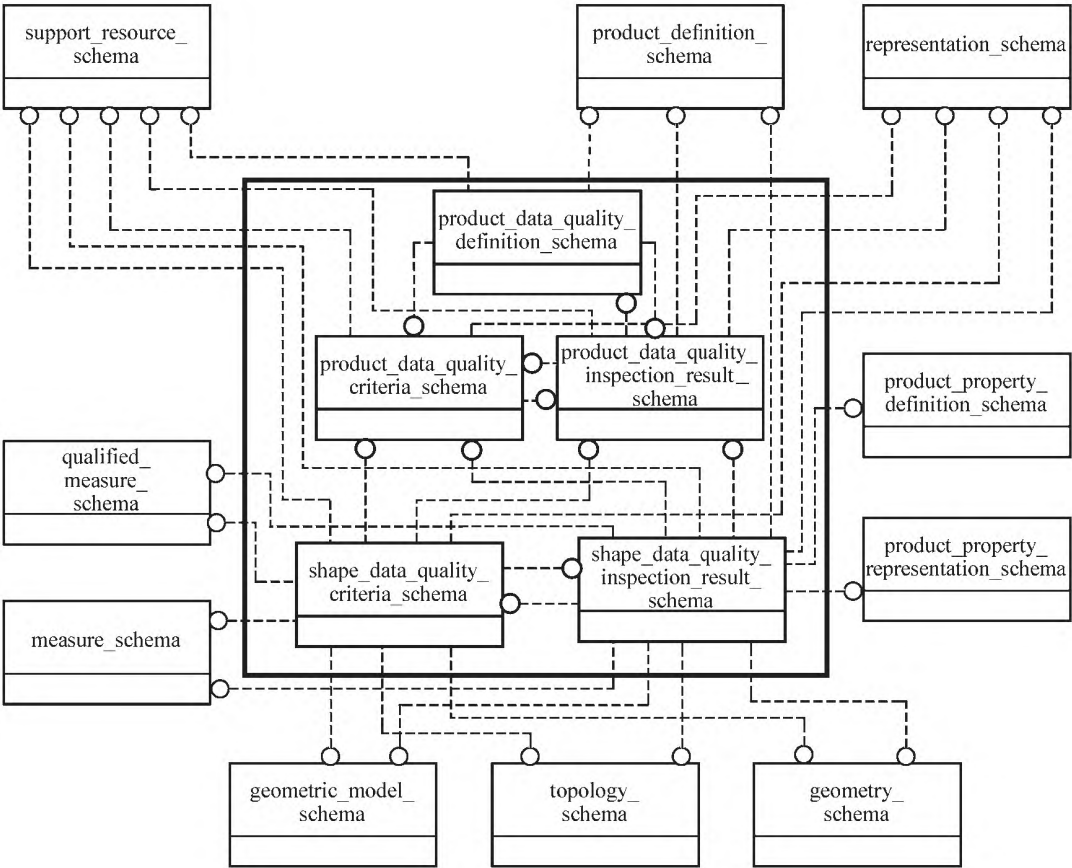 support_resource_
schema
product_definition_
schema
representation_schema
product_data_quality_
definition_schema
product_data_quality_
criteria_schema
product_data_quality_
inspection_result_
schema
product_property_
definition_schema
qualified_
measure_
schema
product_property_
representation_schema
shape_data_quality_
criteria_schema
shape_data_quality_
inspection_result_
schema
measure_schema
geometric_model_
schema
topology_
schema
geometry_
schema